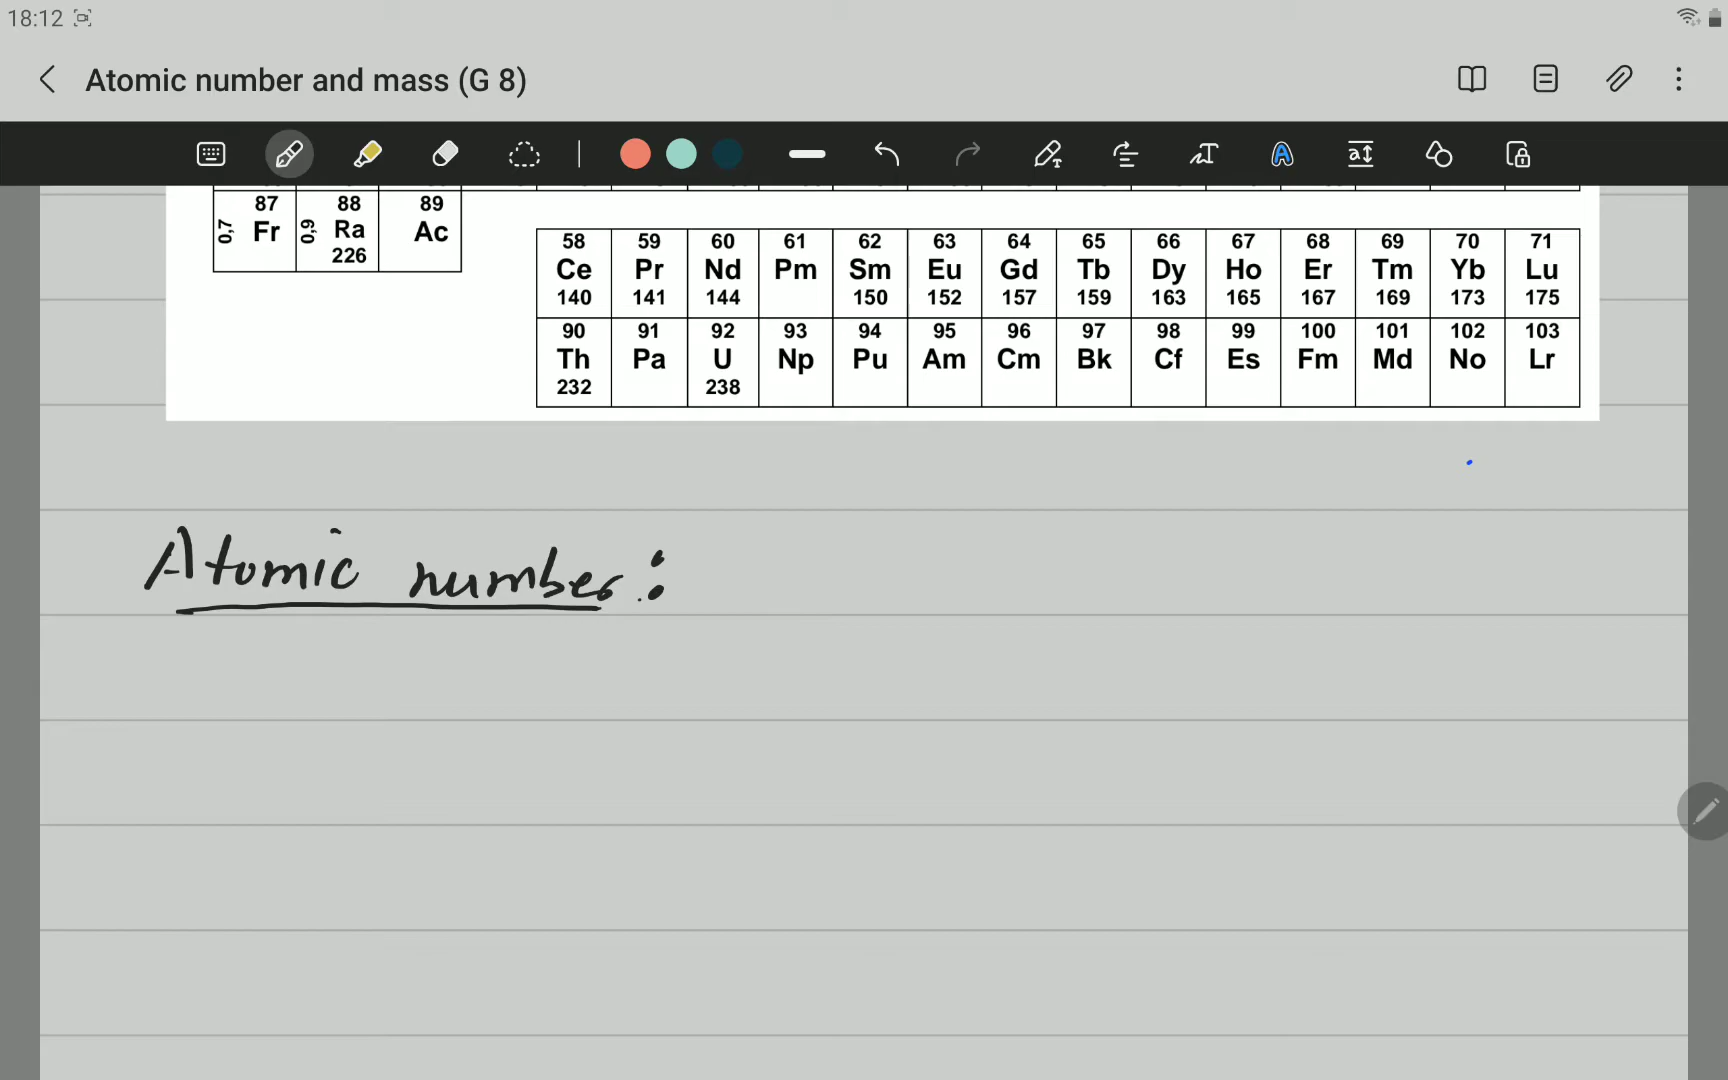 18:12
Atomic number and mass (G 8)
87 88 89
0,7 Fr 0,9 Ra Ac
226
58 59 60 61 62 63 64 65 66 67 68 69 70 71
Ce Pr Nd Pm Sm Eu Gd Tb Dy Ho Er Tm Yb Lu
140 141 144 150 152 157 159 163 165 167 169 173 175
90 91 92 93 94 95 96 97 98 99 100 101 102 103
Th Pa U Np Pu Am Cm Bk Cf Es Fm Md No Lr
232 238
Atomic number: